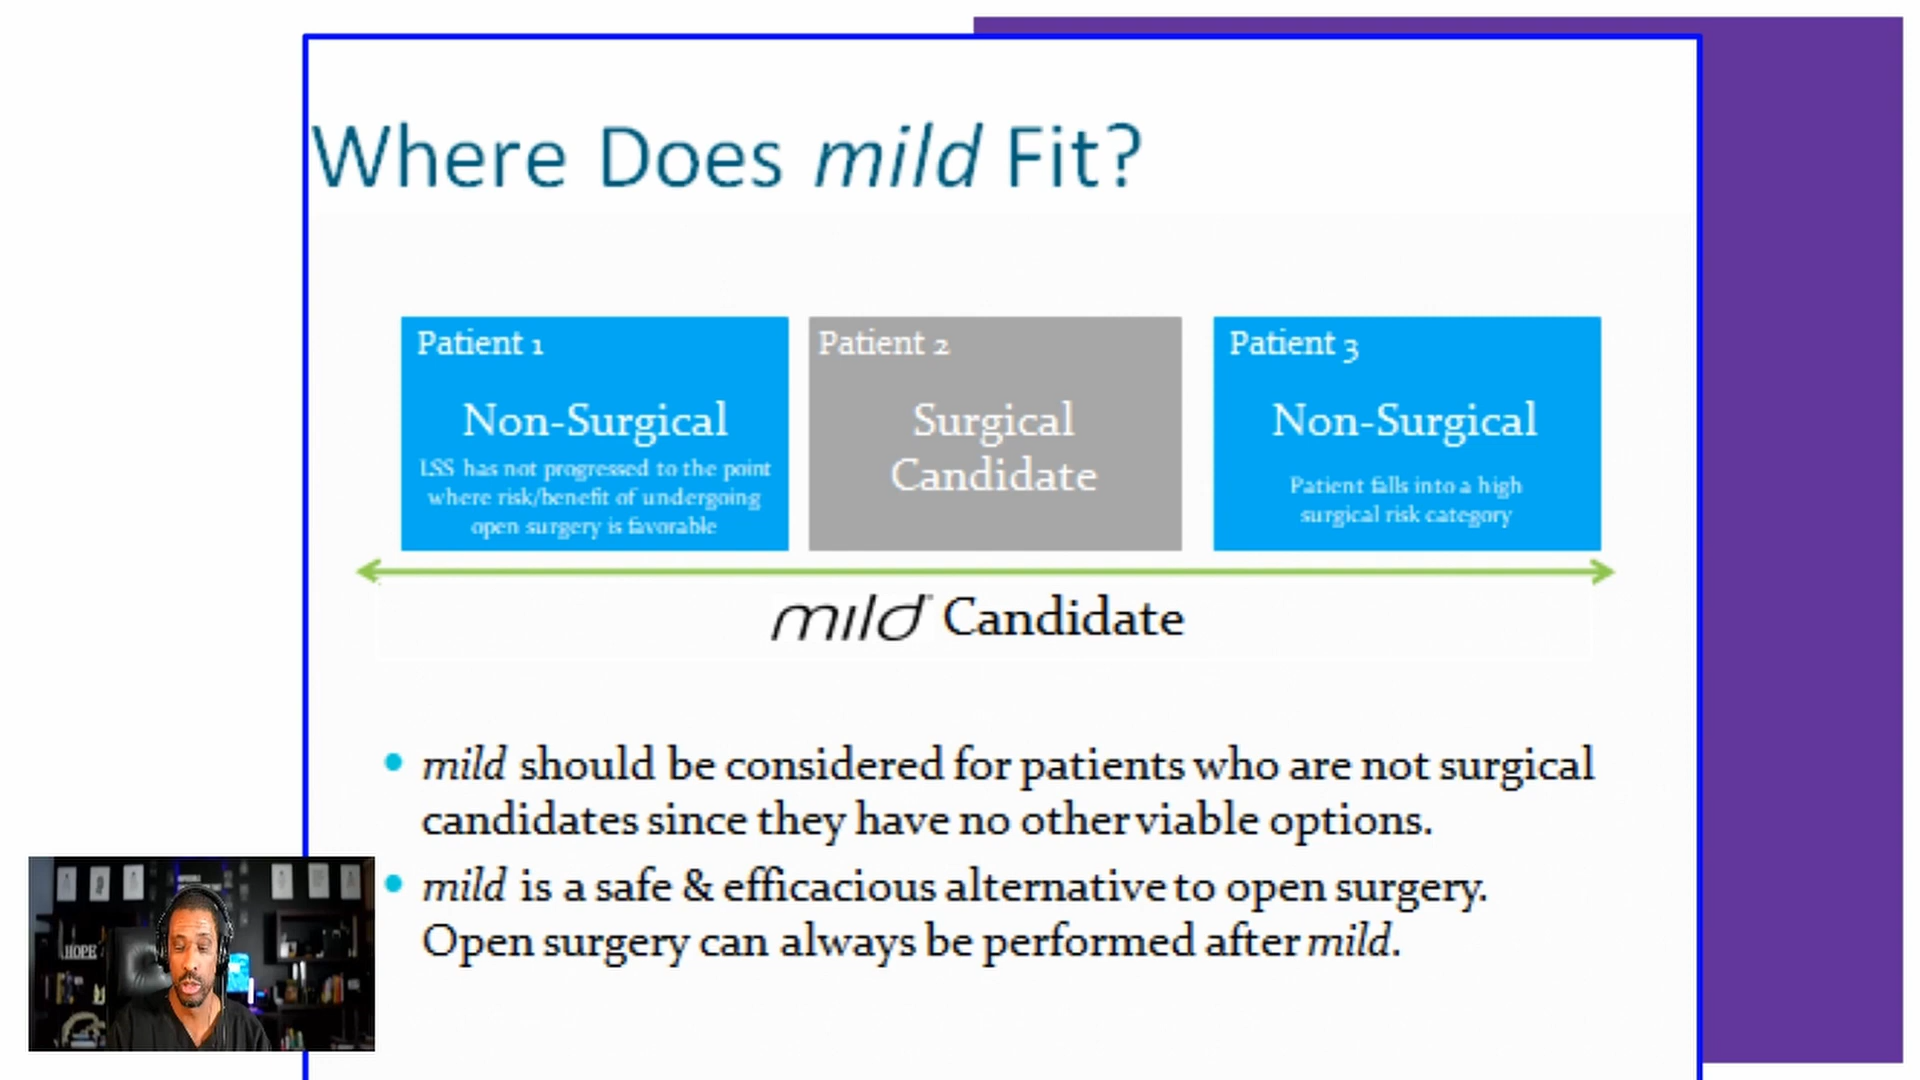 Where Does mild Fit?
Patient 1
Non-Surgical
LSS has not progressed to the point
where risk/benefit of undergoing
open surgery is favorable
Patient 2
Surgical
Candidate
Patient 3
Non-Surgical
Patient falls into a high
surgical risk category
mild Candidate
• mild should be considered for patients who are not surgical
candidates since they have no other viable options.
• mild is a safe & efficacious alternative to open surgery.
Open surgery can always be performed after mild.
HOPE